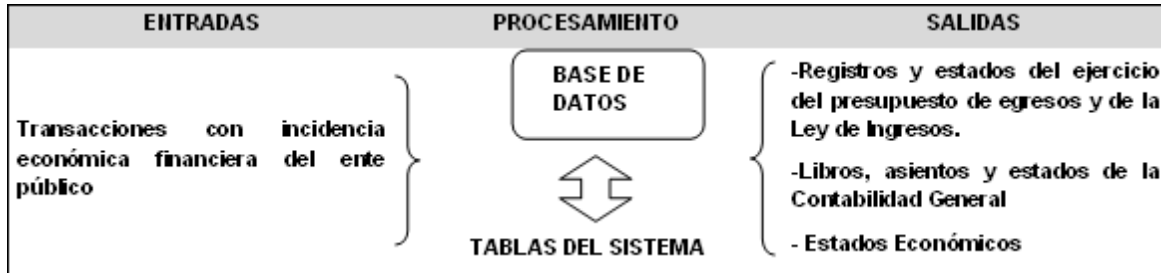 ENTRADAS
PROCESAMIENTO
SALIDAS
Transacciones con incidencia
económica financiera del ente
público
BASE DE
DATOS
TABLAS DEL SISTEMA
-Registros y estados del ejercicio
del presupuesto de egresos y de la
Ley de Ingresos.
-Libros, asientos y estados de la
Contabilidad General
- Estados Económicos